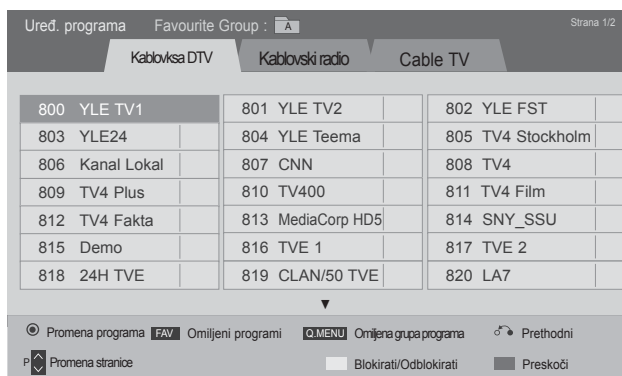 Uređ. programa Favourite Group : A Strana 1/2
Kablovksa DTV Kablovski radio Cable TV
800 YLE TV1 801 YLE TV2 802 YLE FST
803 YLE24 804 YLE Teema 805 TV4 Stockholm
806 Kanal Lokal 807 CNN 808 TV4
809 TV4 Plus 810 TV400 811 TV4 Film
812 TV4 Fakta 813 MediaCorp HD5 814 SNY_SSU
815 Demo 816 TVE 1 817 TVE 2
818 24H TVE 819 CLAN/50 TVE 820 LA7
Promena programa FAV Omiljeni programi Q.MENU Omiljena grupa programa Prethodni
P Promena stranice Blokirati/Odblokirati Preskoči